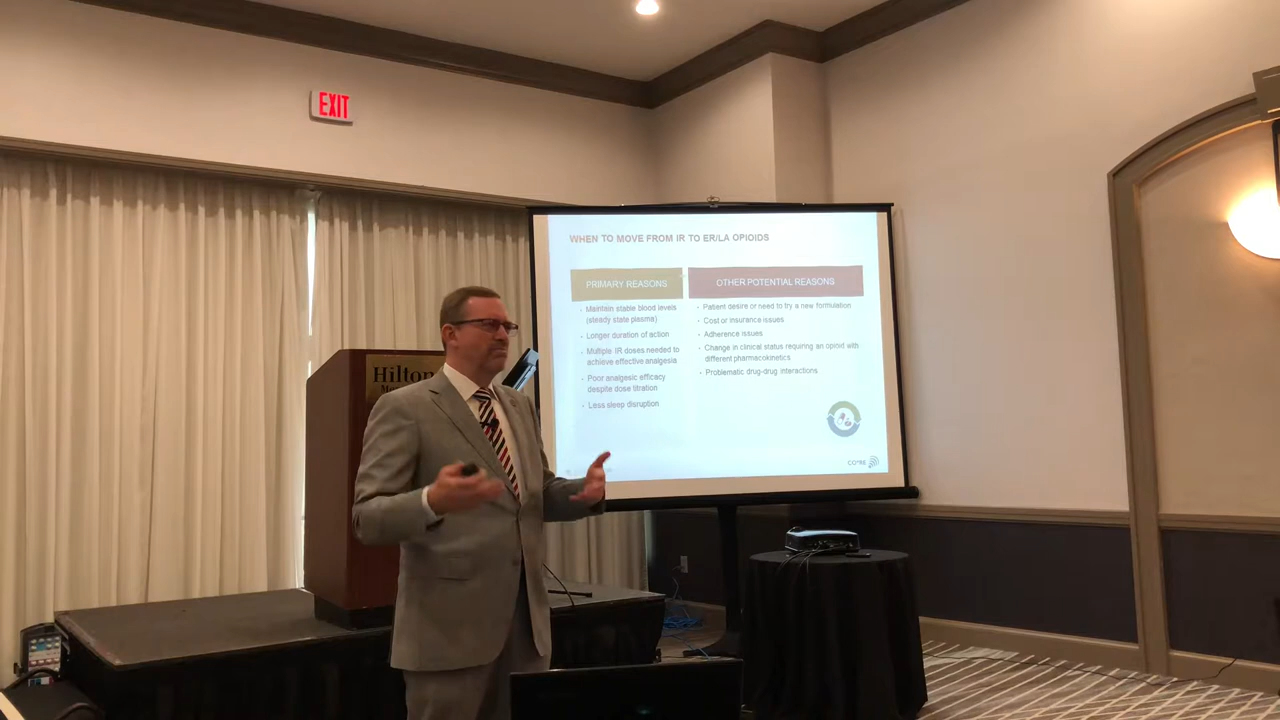 EXIT
WHEN TO MOVE FROM IR TO ER/LA OPIOIDS
PRIMARY REASONS
· Maintain stable blood levels
(steady state plasma)
· Longer duration of action
· Multiple IR doses needed to
achieve effective analgesia
· Poor analgesic efficacy
despite dose titration
· Less sleep disruption
OTHER POTENTIAL REASONS
· Patient desire or need to try a new formulation
· Cost or insurance issues
· Adherence issues
· Change in clinical status requiring an opioid with
different pharmacokinetics
· Problematic drug-drug interactions
CO*RE
Hilton